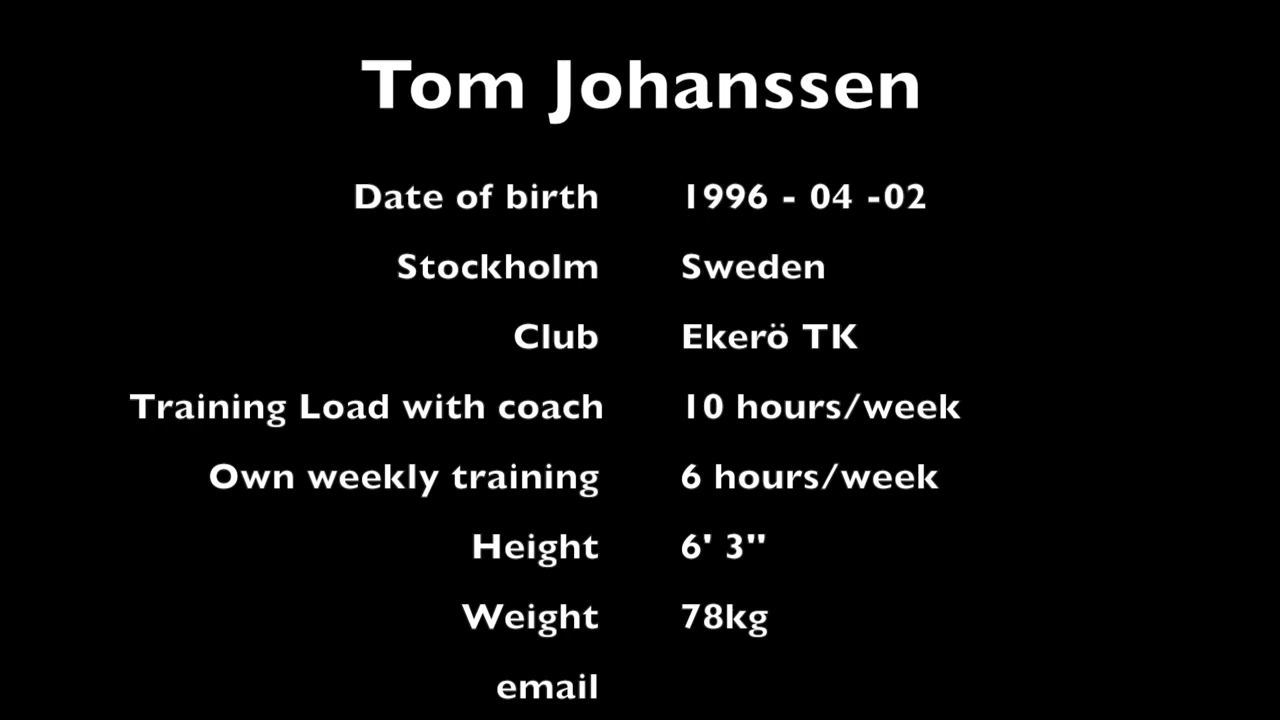 Tom Johanssen
Date of birth 1996 - 04 -02
Stockholm Sweden
Club Ekerö TK
Training Load with coach 10 hours/week
Own weekly training 6 hours/week
Height 6' 3"
Weight 78kg
email